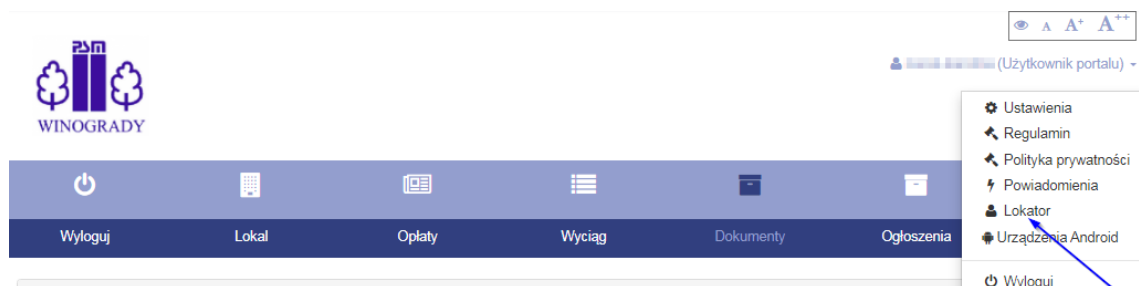 A A+ A++
PSM
WINOGRADY
(Użytkownik portalu)
Ustawienia
Regulamin
Polityka prywatności
Powiadomienia
Lokator
Urządzenia Android
Wyloguj
Wyloguj Lokal Opłaty Wyciąg Dokumenty Ogłoszenia